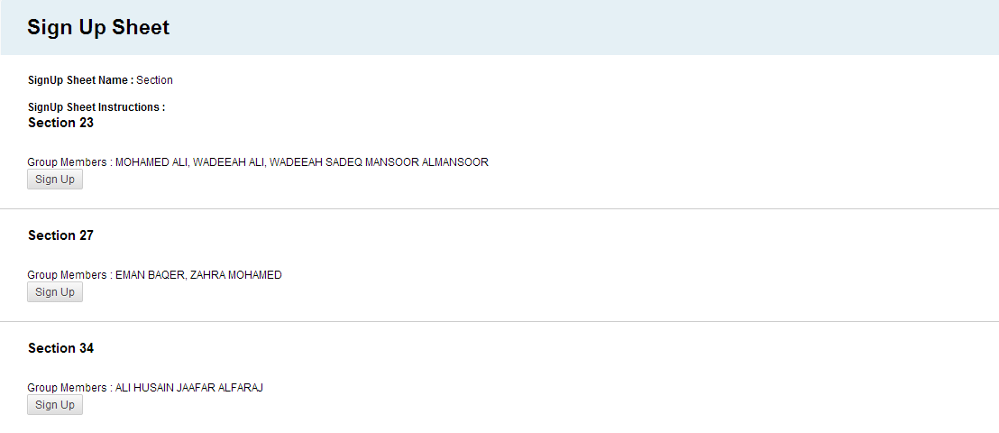 Sign Up Sheet
SignUp Sheet Name : Section
SignUp Sheet Instructions :
Section 23
Group Members : MOHAMED ALI, WADEEAH ALI, WADEEAH SADEQ MANSOOR ALMANSOOR
Sign Up
Section 27
Group Members : EMAN BAQER, ZAHRA MOHAMED
Sign Up
Section 34
Group Members : ALI HUSAIN JAAFAR ALFARAJ
Sign Up